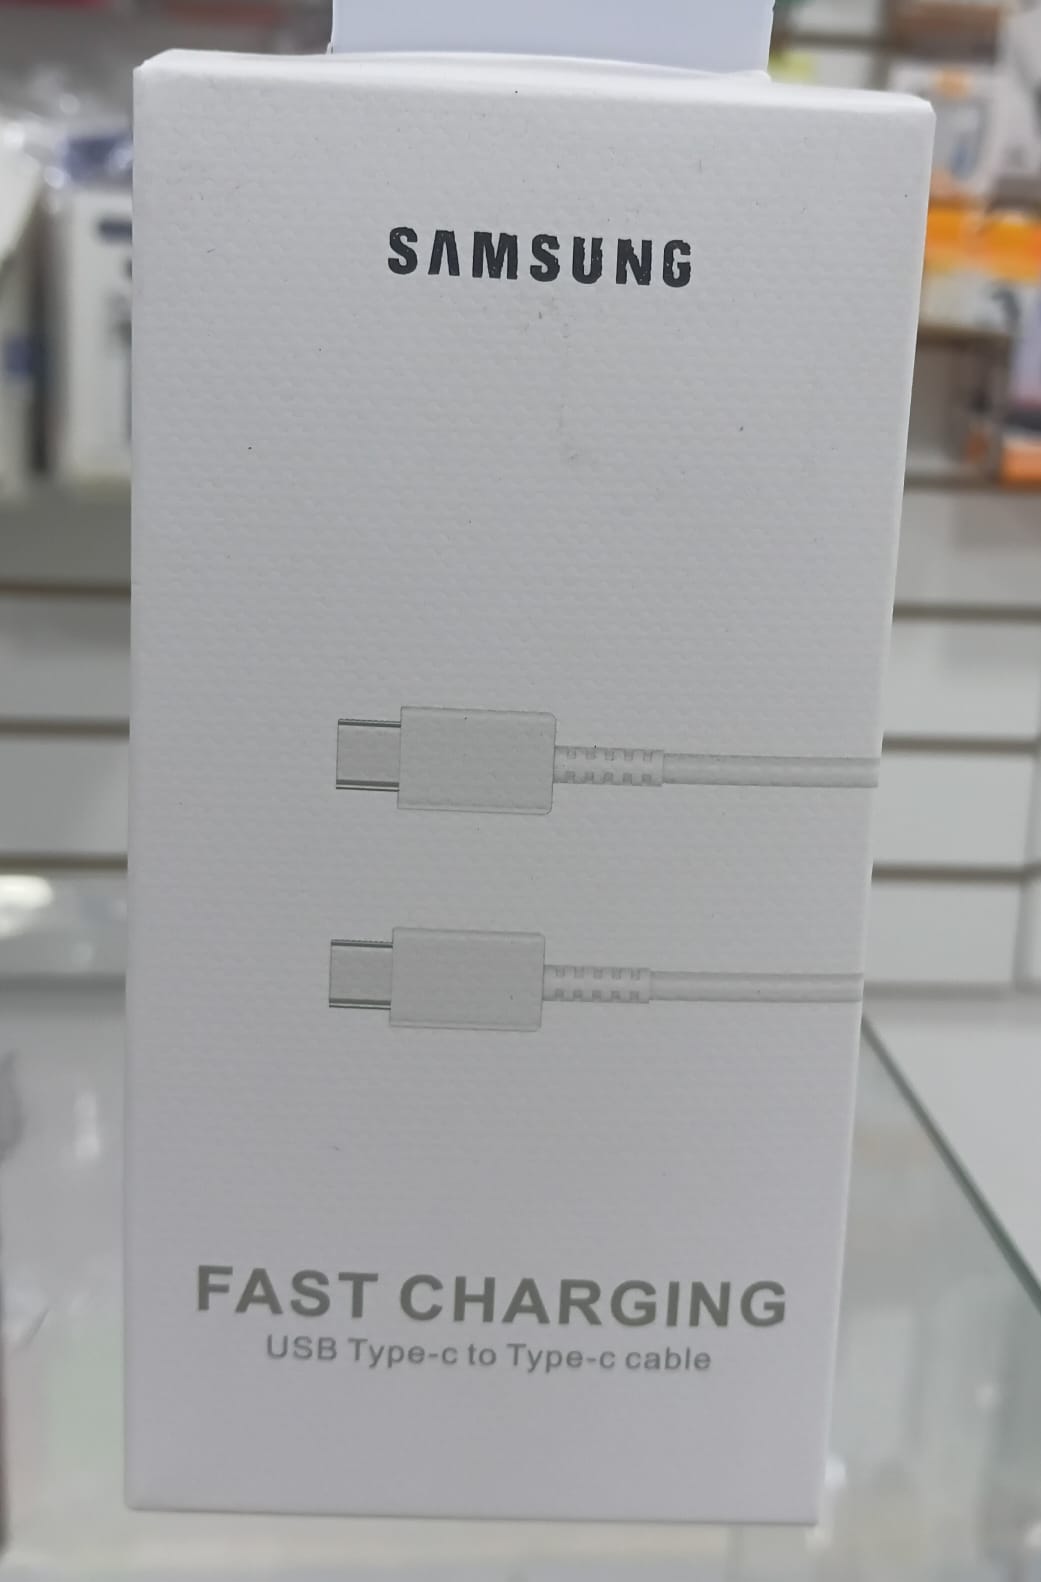 SAMSUNG
FAST CHARGING
USB Type-c to Type-c cable